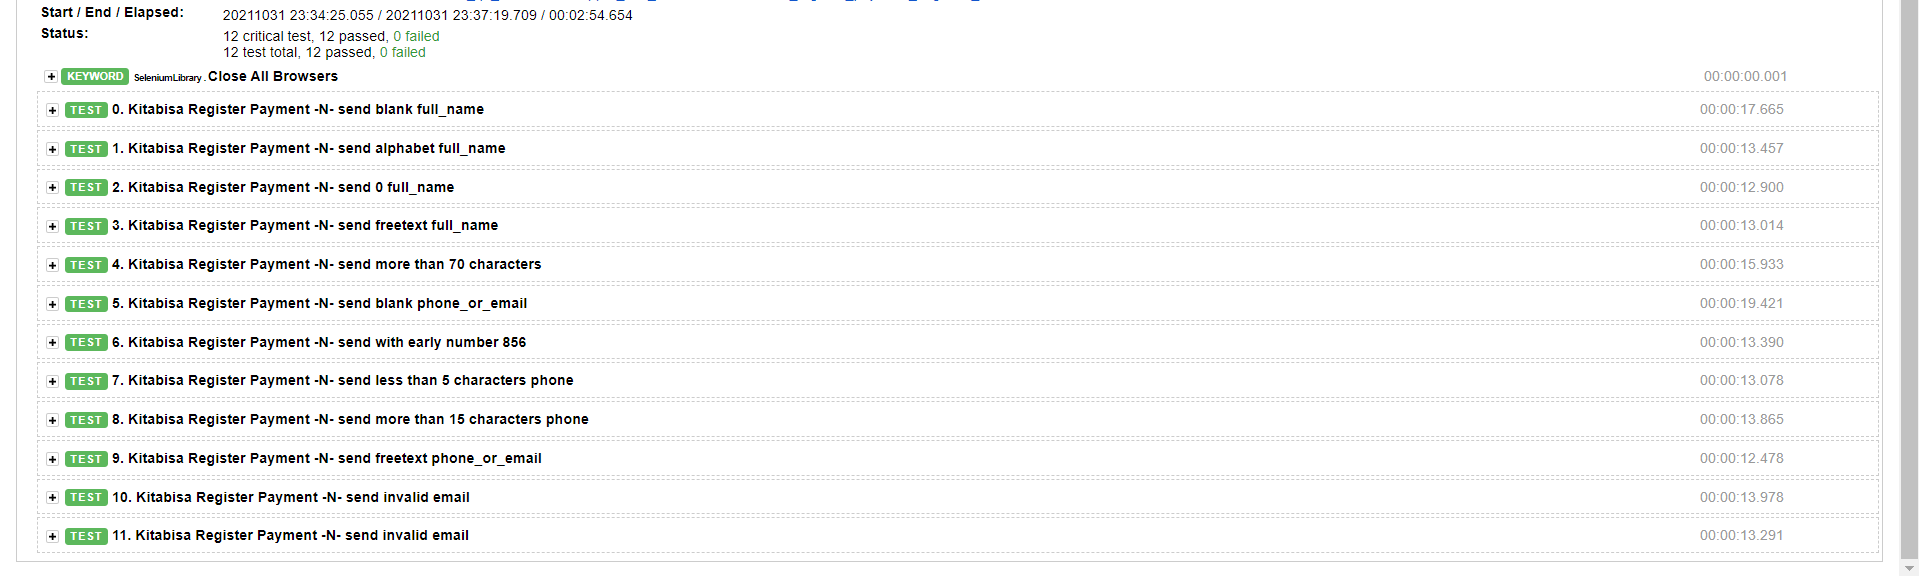 Start / End / Elapsed: 20211031 23:34:25.055 / 20211031 23:37:19.709 / 00:02:54.654
Status: 12 critical test, 12 passed, 0 failed
12 test total, 12 passed, 0 failed
KEYWORD SeleniumLibrary . Close All Browsers 00:00:00.001
TEST 0. Kitabisa Register Payment -N- send blank full_name 00:00:17.665
TEST 1. Kitabisa Register Payment -N- send alphabet full_name 00:00:13.457
TEST 2. Kitabisa Register Payment -N- send 0 full_name 00:00:12.900
TEST 3. Kitabisa Register Payment -N- send freetext full_name 00:00:13.014
TEST 4. Kitabisa Register Payment -N- send more than 70 characters 00:00:15.933
TEST 5. Kitabisa Register Payment -N- send blank phone_or_email 00:00:19.421
TEST 6. Kitabisa Register Payment -N- send with early number 856 00:00:13.390
TEST 7. Kitabisa Register Payment -N- send less than 5 characters phone 00:00:13.078
TEST 8. Kitabisa Register Payment -N- send more than 15 characters phone 00:00:13.865
TEST 9. Kitabisa Register Payment -N- send freetext phone_or_email 00:00:12.478
TEST 10. Kitabisa Register Payment -N- send invalid email 00:00:13.978
TEST 11. Kitabisa Register Payment -N- send invalid email 00:00:13.291